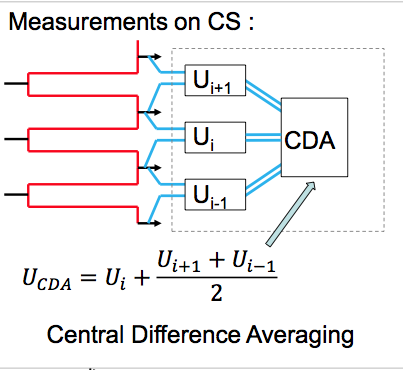 Measurements on CS :
U_{i+1}
U_i
CDA
U_{i-1}
U_{CDA} = U_i + \frac{U_{i+1} + U_{i-1}}{2}
Central Difference Averaging